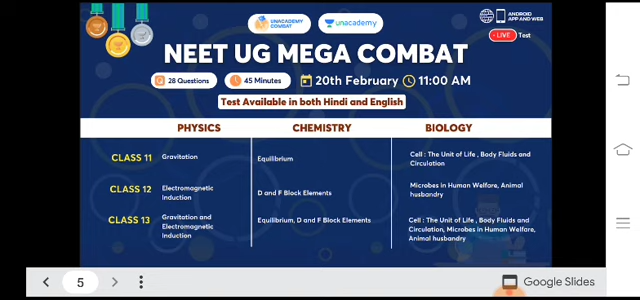 UNACADEMY
COMBAT
unacademy
ANDROID
APP AND WEB
LIVE Test
NEET UG MEGA COMBAT
28 Questions
45 Minutes
20th February
11:00 AM
Test Available in both Hindi and English
PHYSICS CHEMISTRY BIOLOGY
CLASS 11 Gravitation Equilibrium Cell : The Unit of Life , Body Fluids and
Circulation
CLASS 12 Electromagnetic
Induction
D and F Block Elements
Microbes in Human Welfare, Animal
husbandry
CLASS 13 Gravitation and
Electromagnetic
Induction
Equilibrium, D and F Block Elements
Cell : The Unit of Life , Body Fluids and
Circulation, Microbes in Human Welfare,
Animal husbandry
5
Google Slides